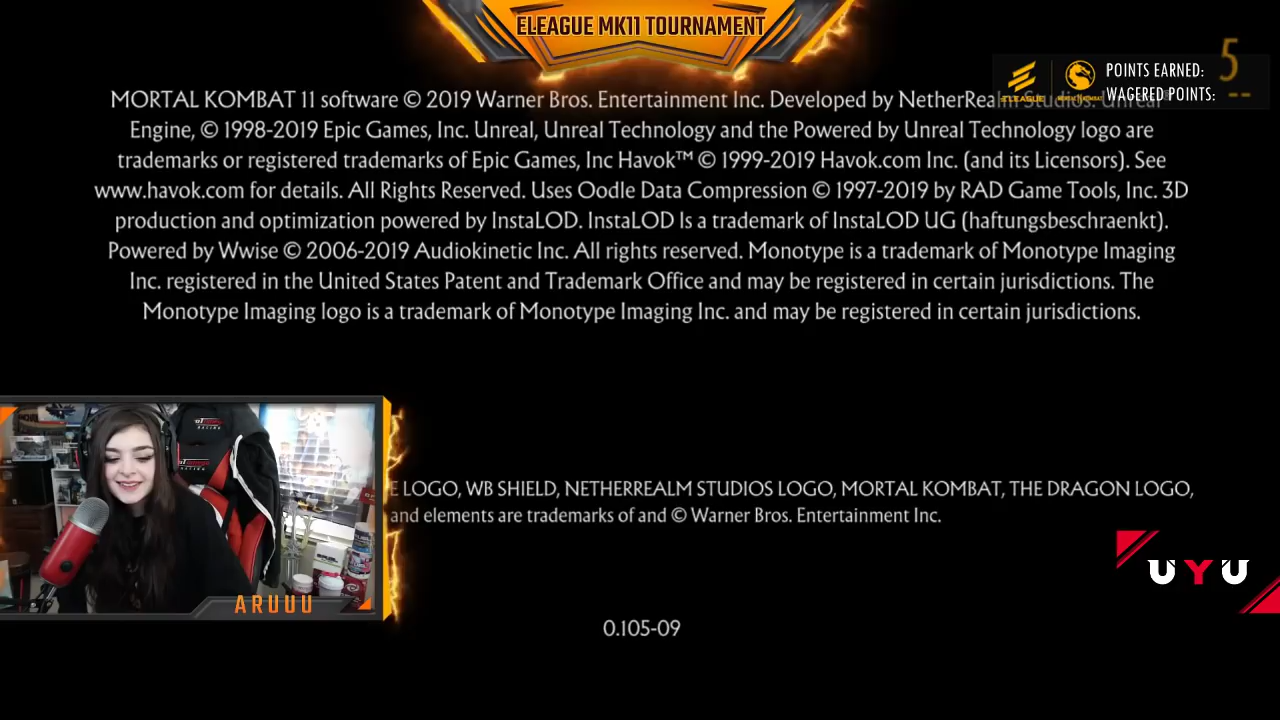 ELEAGUE MK11 TOURNAMENT
5
POINTS EARNED:
WAGERED POINTS: --
ELEAGUE
MORTAL KOMBAT
MORTAL KOMBAT 11 software © 2019 Warner Bros. Entertainment Inc. Developed by NetherRealm Studios. Unreal®
Engine, © 1998-2019 Epic Games, Inc. Unreal, Unreal Technology and the Powered by Unreal Technology logo are
trademarks or registered trademarks of Epic Games, Inc Havok™ © 1999-2019 Havok.com Inc. (and its Licensors). See
www.havok.com for details. All Rights Reserved. Uses Oodle Data Compression © 1997-2019 by RAD Game Tools, Inc. 3D
production and optimization powered by InstaLOD. InstaLOD Is a trademark of InstaLOD UG (haftungsbeschraenkt).
Powered by Wwise © 2006-2019 Audiokinetic Inc. All rights reserved. Monotype is a trademark of Monotype Imaging
Inc. registered in the United States Patent and Trademark Office and may be registered in certain jurisdictions. The
Monotype Imaging logo is a trademark of Monotype Imaging Inc. and may be registered in certain jurisdictions.
E LOGO, WB SHIELD, NETHERREALM STUDIOS LOGO, MORTAL KOMBAT, THE DRAGON LOGO,
and elements are trademarks of and © Warner Bros. Entertainment Inc.
UYU
ARUUU
0.105-09